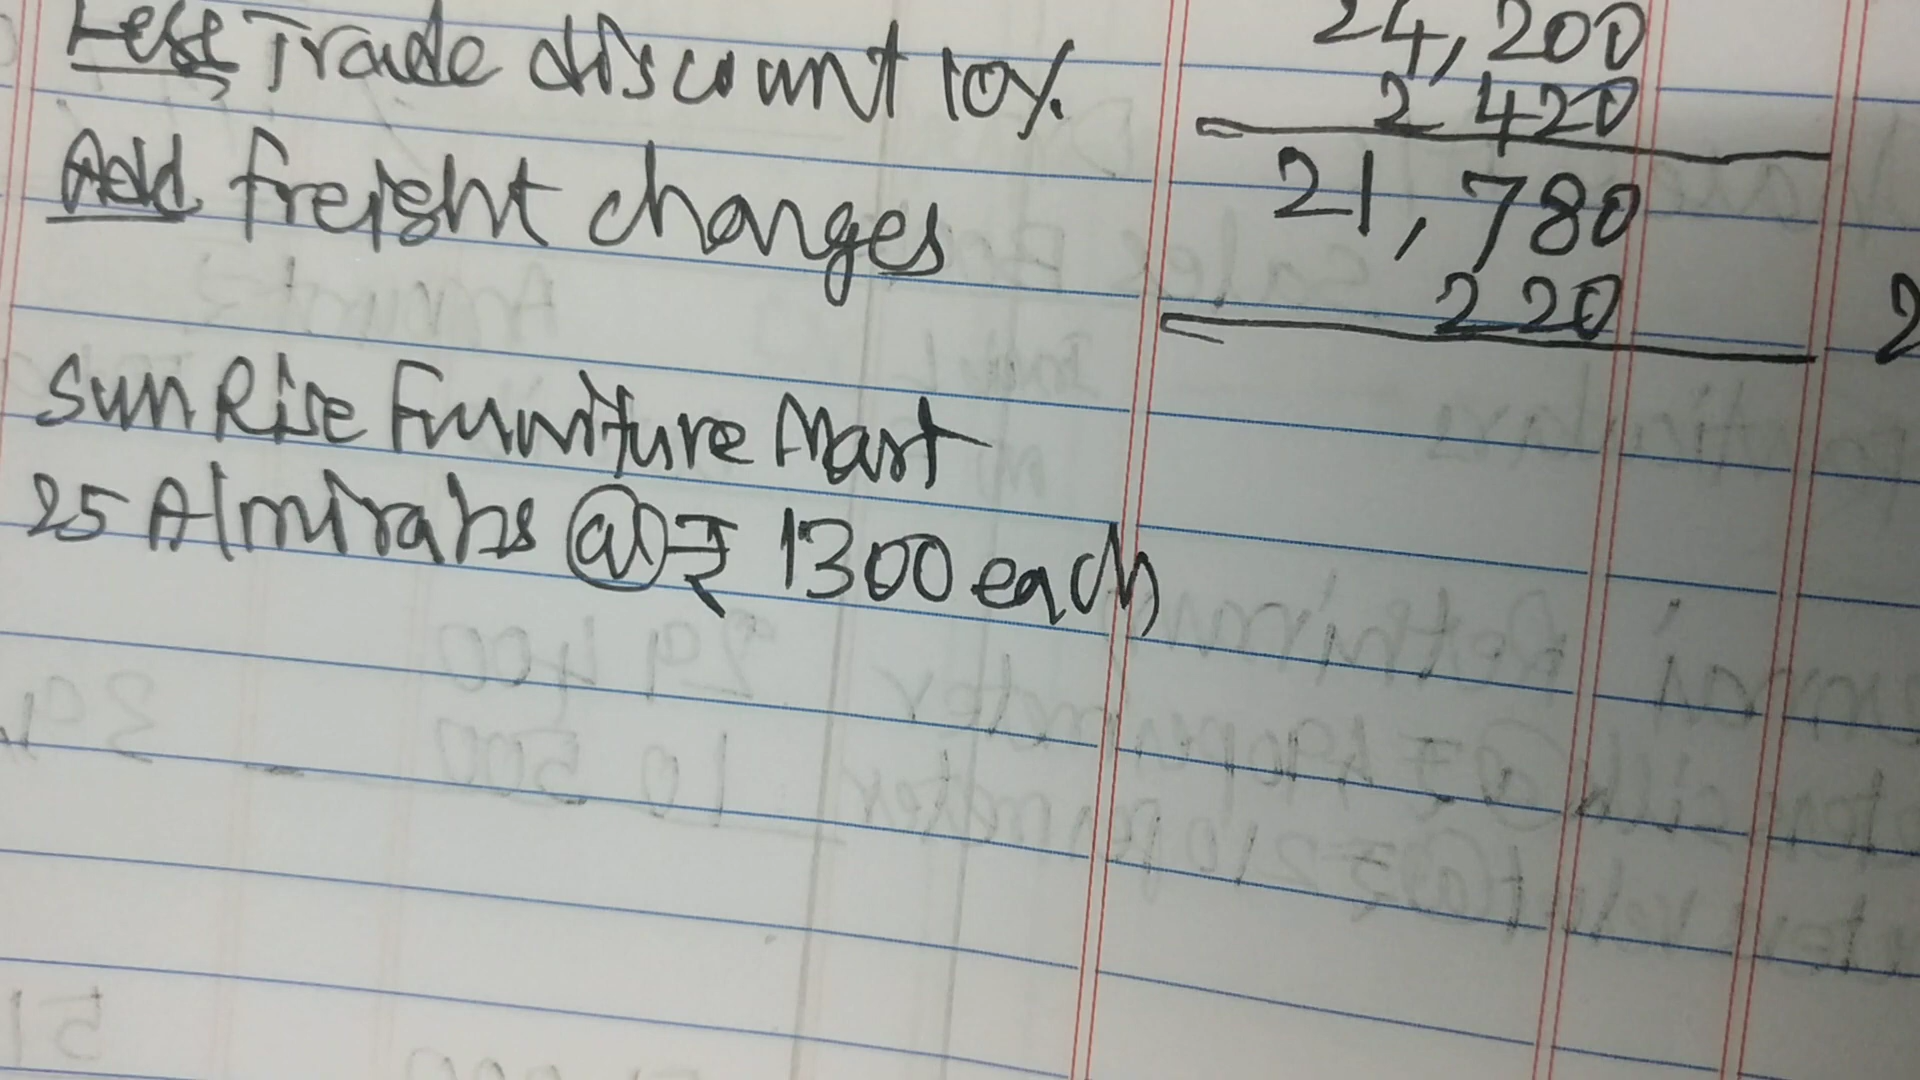 24,200
Less Trade discount 10%. 2 420
21,780
Add freight changes 220
Sun Rise Furniture Mart
25 Almirahs @ ₹ 1300 each